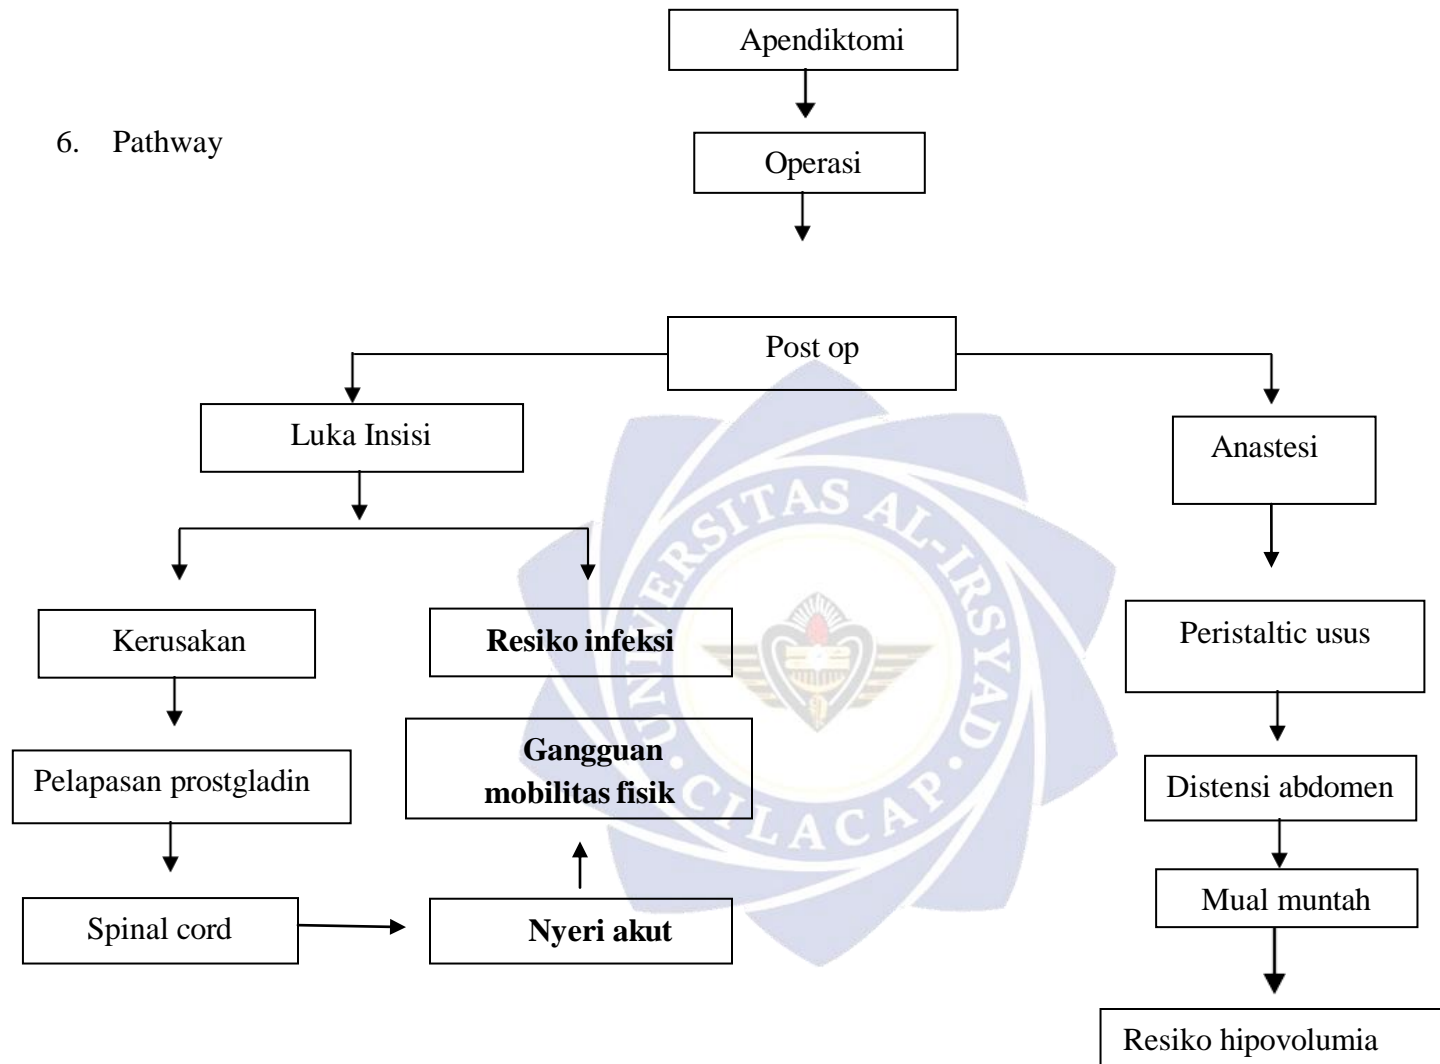 Apendiktomi
6. Pathway
Operasi
Post op
Luka Insisi
Anastesi
Kerusakan
Resiko infeksi
Peristaltic usus
Pelapasan prostgladin
Gangguan
mobilitas fisik
Distensi abdomen
Spinal cord
Nyeri akut
Mual muntah
Resiko hipovolumia
UNIVERSITAS AL-IRSYAD
CILACAP